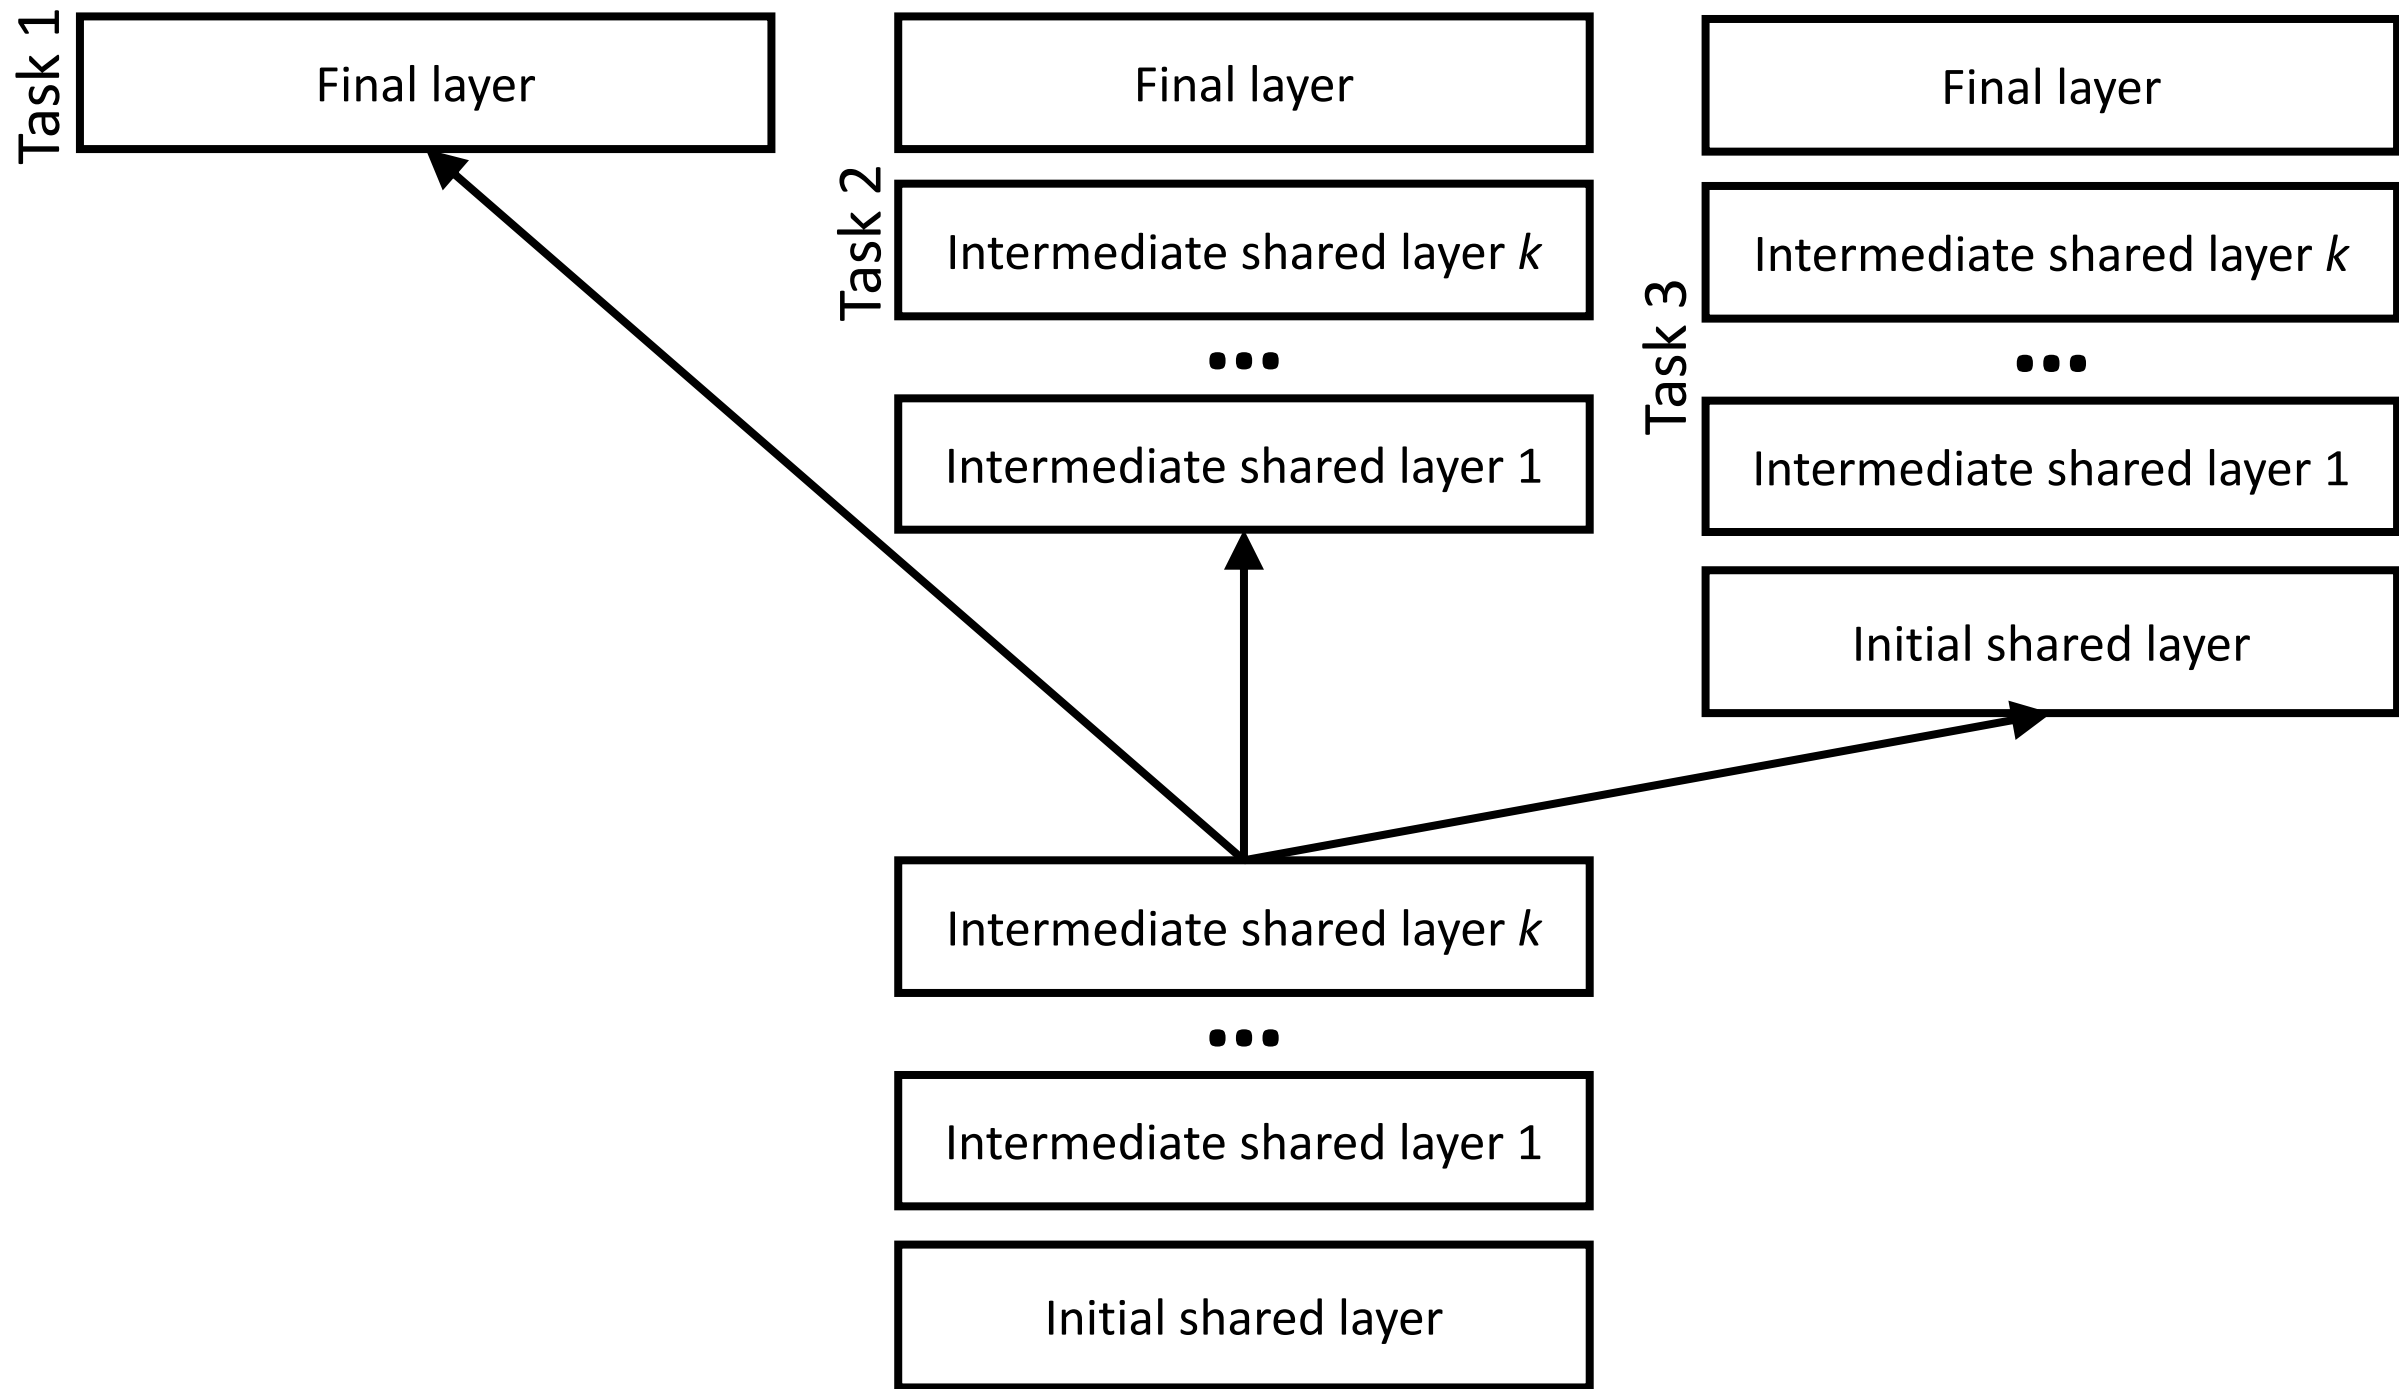 Task 1
Final layer
Task 2
Final layer
Intermediate shared layer k
...
Intermediate shared layer 1
Task 3
Final layer
Intermediate shared layer k
...
Intermediate shared layer 1
Initial shared layer
Intermediate shared layer k
...
Intermediate shared layer 1
Initial shared layer